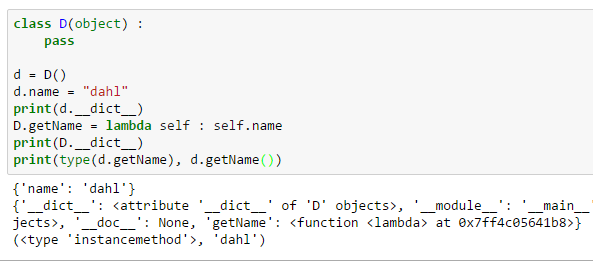 class D(object) :
    pass
d = D()
d.name = "dahl"
print(d.__dict__)
D.getName = lambda self : self.name
print(D.__dict__)
print(type(d.getName), d.getName())
{'name': 'dahl'}
{'__dict__': <attribute '__dict__' of 'D' objects>, '__module__': '__main__'
jects>, '__doc__': None, 'getName': <function <lambda> at 0x7ff4c05641b8>}
(<type 'instancemethod'>, 'dahl')